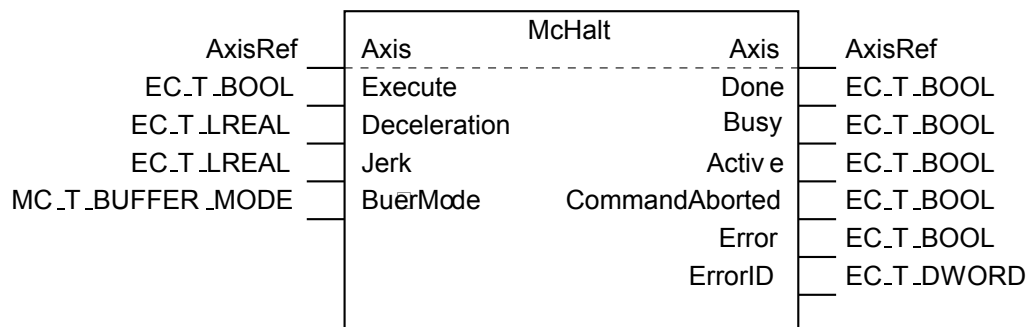 McHalt
AxisRef Axis Axis AxisRef
EC_T_BOOL Execute Done EC_T_BOOL
EC_T_LREAL Deceleration Busy EC_T_BOOL
EC_T_LREAL Jerk Active EC_T_BOOL
MC_T_BUFFER_MODE BuerMode CommandAborted EC_T_BOOL
Error EC_T_BOOL
ErrorID EC_T_DWORD